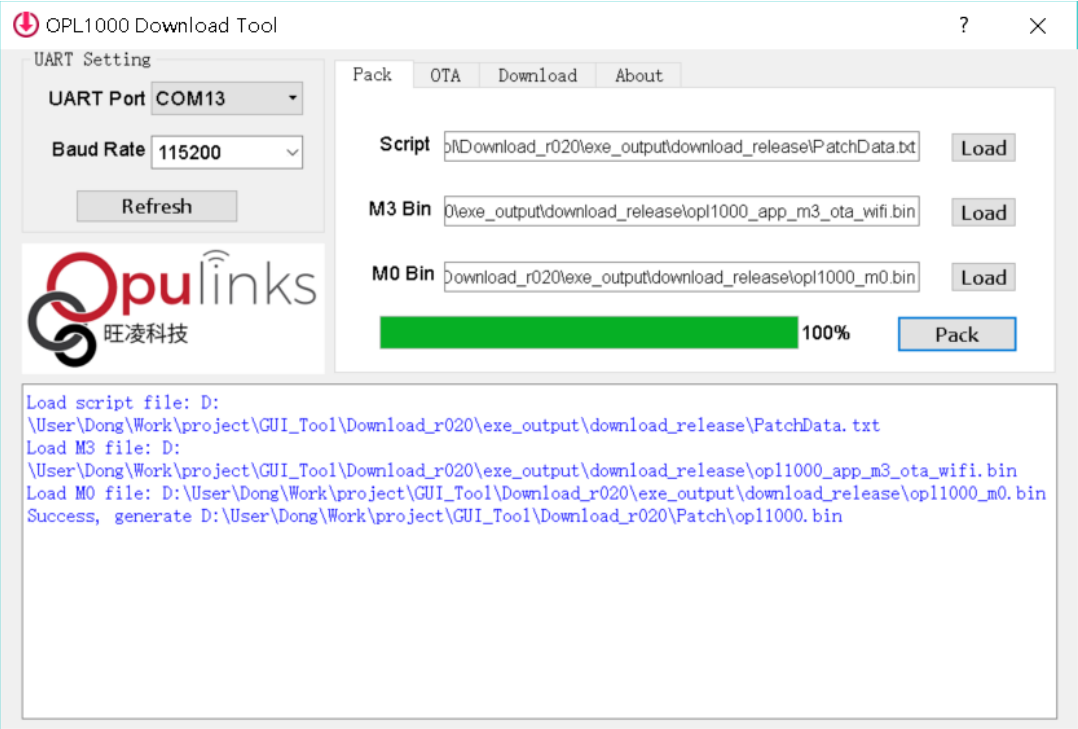 OPL1000 Download Tool
?
UART Setting
UART Port COM13
Baud Rate 115200
Refresh
Opulinks
旺凌科技
Pack OTA Download About
Script ol\Download_r020\exe_output\download_release\PatchData.txt Load
M3 Bin 0\exe_output\download_release\opl1000_app_m3_ota_wifi.bin Load
M0 Bin Download_r020\exe_output\download_release\opl1000_m0.bin Load
100% Pack
Load script file: D:
\User\Dong\Work\project\GUI_Tool\Download_r020\exe_output\download_release\PatchData.txt
Load M3 file: D:
\User\Dong\Work\project\GUI_Tool\Download_r020\exe_output\download_release\opl1000_app_m3_ota_wifi.bin
Load M0 file: D:\User\Dong\Work\project\GUI_Tool\Download_r020\exe_output\download_release\opl1000_m0.bin
Success, generate D:\User\Dong\Work\project\GUI_Tool\Download_r020\Patch\opl1000.bin